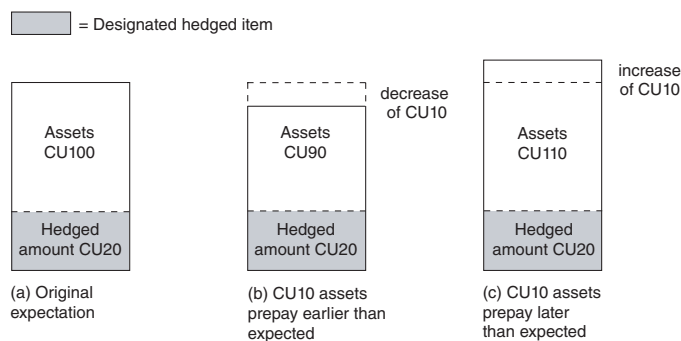 = Designated hedged item
Assets
CU100
Hedged
amount CU20
(a) Original
expectation
decrease
of CU10
Assets
CU90
Hedged
amount CU20
(b) CU10 assets
prepay earlier than
expected
increase
of CU10
Assets
CU110
Hedged
amount CU20
(c) CU10 assets
prepay later
than expected